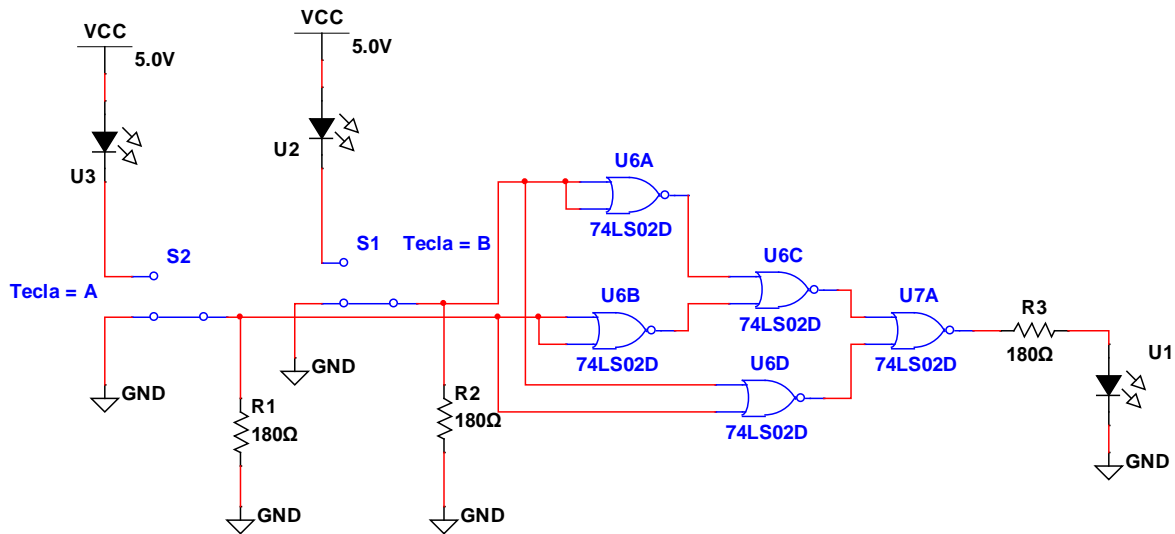 VCC
5.0V
VCC
5.0V
U3
U2
U6A
74LS02D
S2
S1
Tecla = B
Tecla = A
U6C
74LS02D
U6B
74LS02D
U7A
74LS02D
R3
180Ω
U1
U6D
74LS02D
GND
GND
R1
180Ω
R2
180Ω
GND
GND
GND